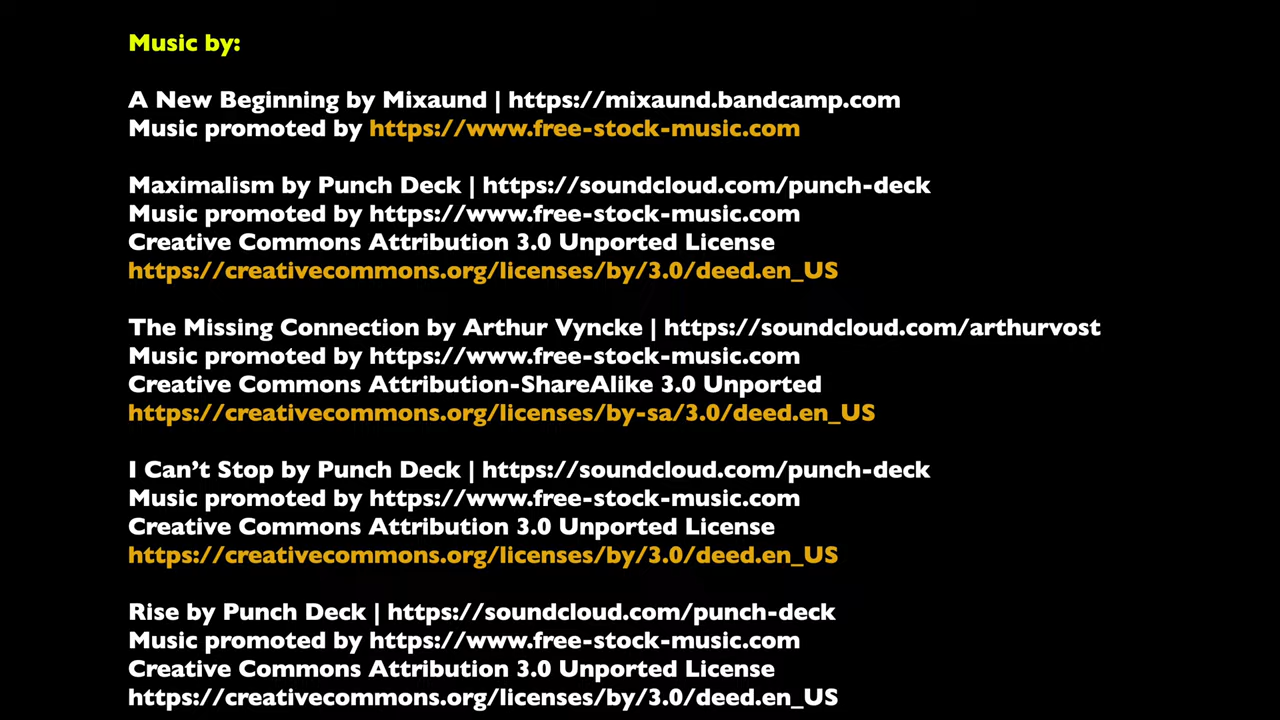 Music by:
A New Beginning by Mixaund | https://mixaund.bandcamp.com
Music promoted by https://www.free-stock-music.com
Maximalism by Punch Deck | https://soundcloud.com/punch-deck
Music promoted by https://www.free-stock-music.com
Creative Commons Attribution 3.0 Unported License
https://creativecommons.org/licenses/by/3.0/deed.en_US
The Missing Connection by Arthur Vyncke | https://soundcloud.com/arthurvost
Music promoted by https://www.free-stock-music.com
Creative Commons Attribution-ShareAlike 3.0 Unported
https://creativecommons.org/licenses/by-sa/3.0/deed.en_US
I Can’t Stop by Punch Deck | https://soundcloud.com/punch-deck
Music promoted by https://www.free-stock-music.com
Creative Commons Attribution 3.0 Unported License
https://creativecommons.org/licenses/by/3.0/deed.en_US
Rise by Punch Deck | https://soundcloud.com/punch-deck
Music promoted by https://www.free-stock-music.com
Creative Commons Attribution 3.0 Unported License
https://creativecommons.org/licenses/by/3.0/deed.en_US